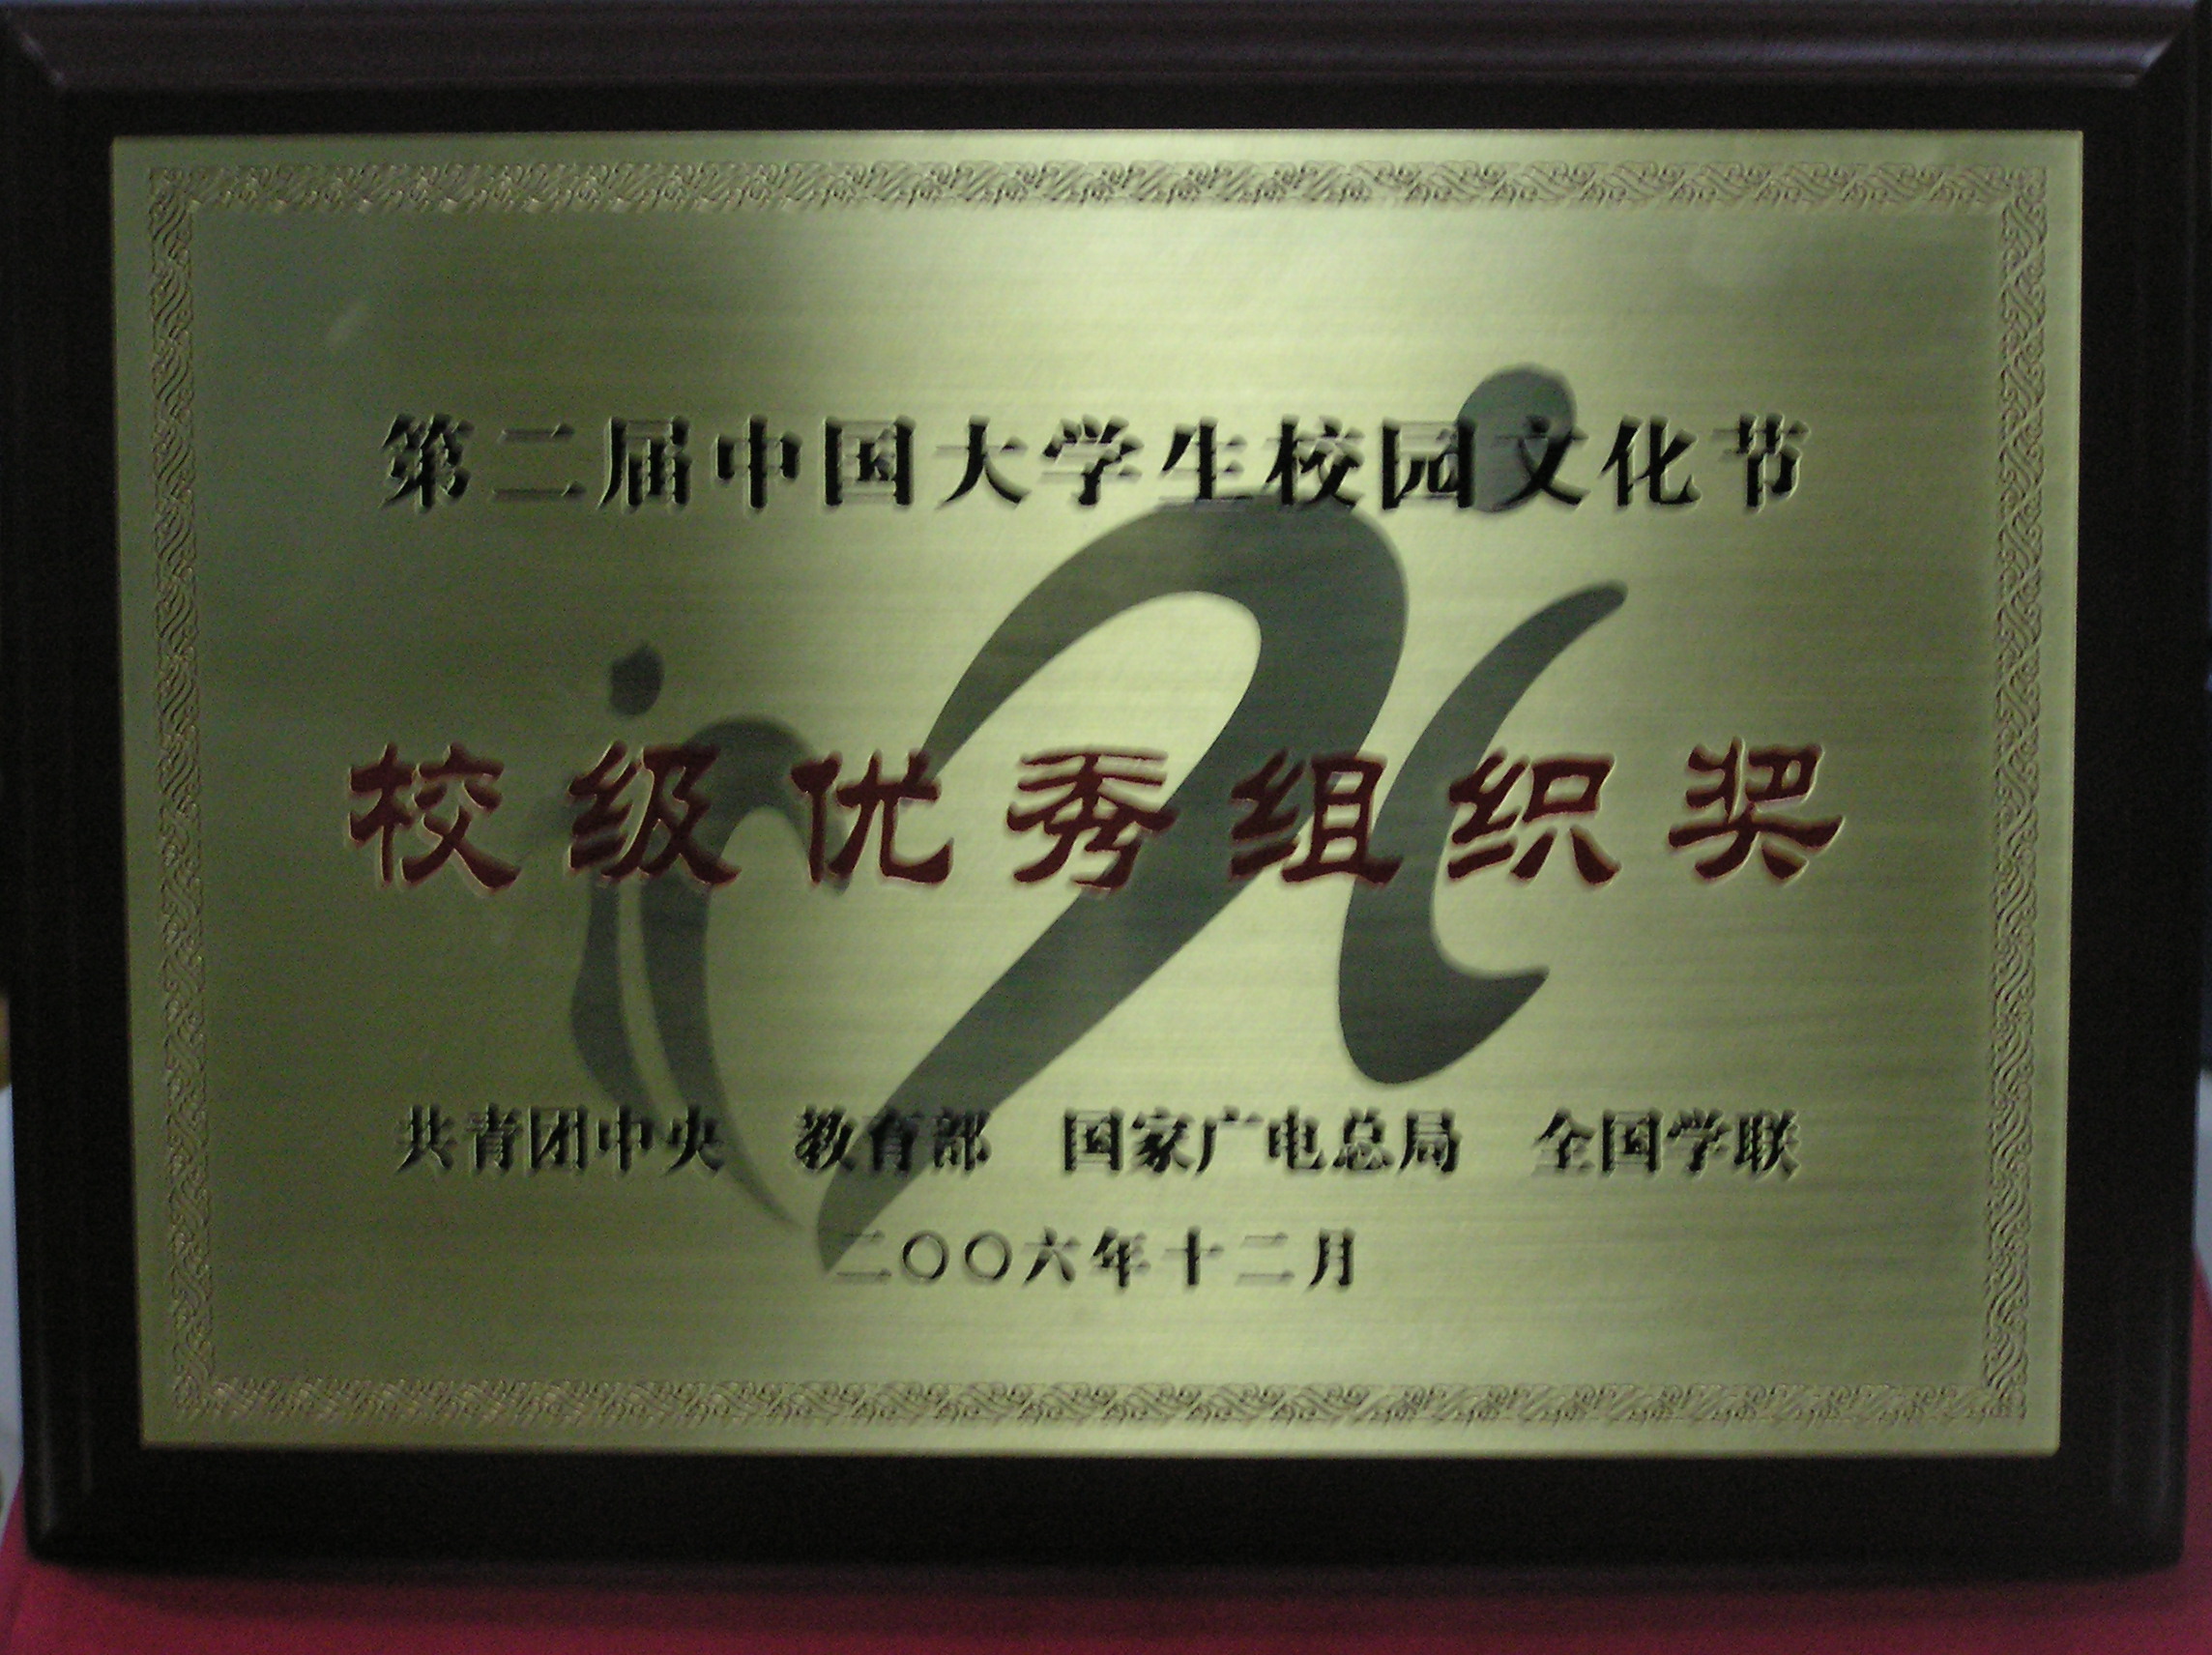 第二届中国大学生校园文化节
校级优秀组织奖
共青团中央 教育部 国家广电总局 全国学联
二〇〇六年十二月